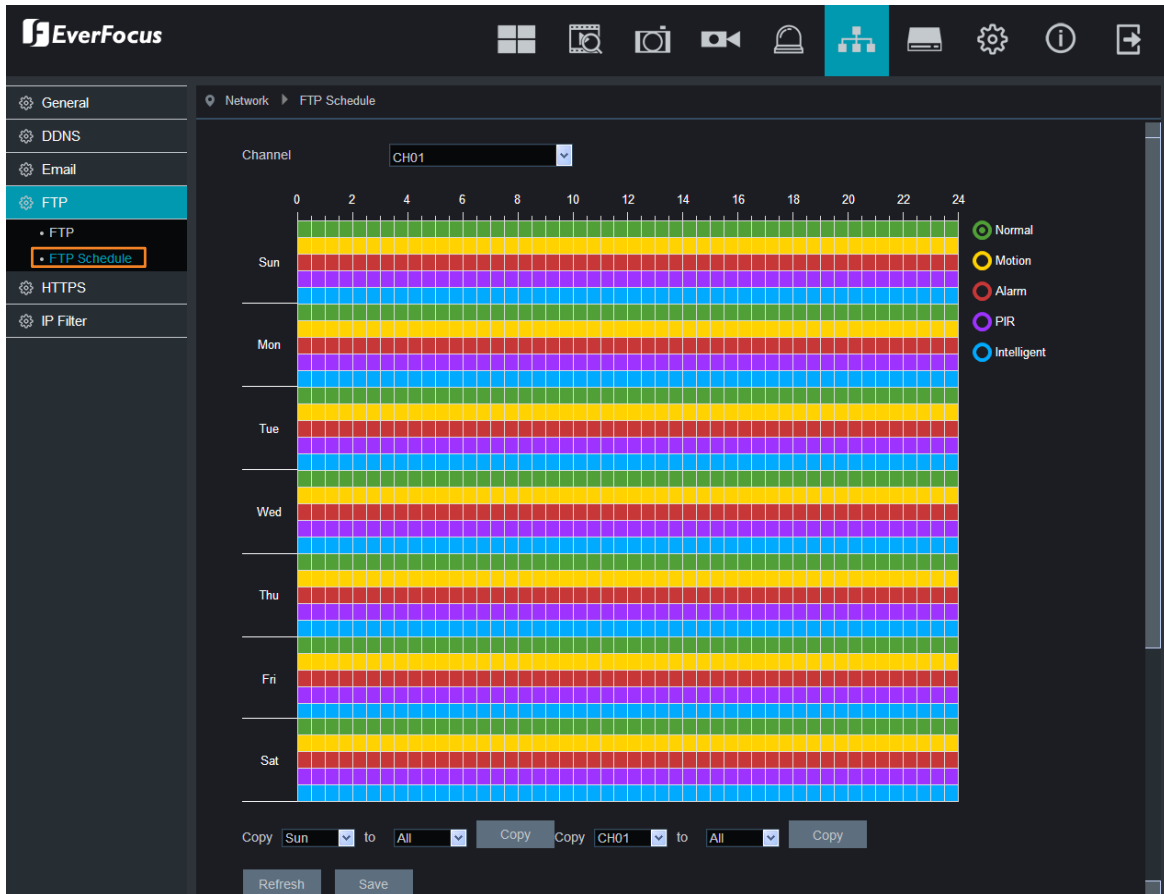 EverFocus
General
DDNS
Email
FTP
• FTP
• FTP Schedule
HTTPS
IP Filter
Network FTP Schedule
Channel CH01
0 2 4 6 8 10 12 14 16 18 20 22 24
Sun
Mon
Tue
Wed
Thu
Fri
Sat
Normal
Motion
Alarm
PIR
Intelligent
Copy Sun to All Copy Copy CH01 to All Copy
Refresh Save